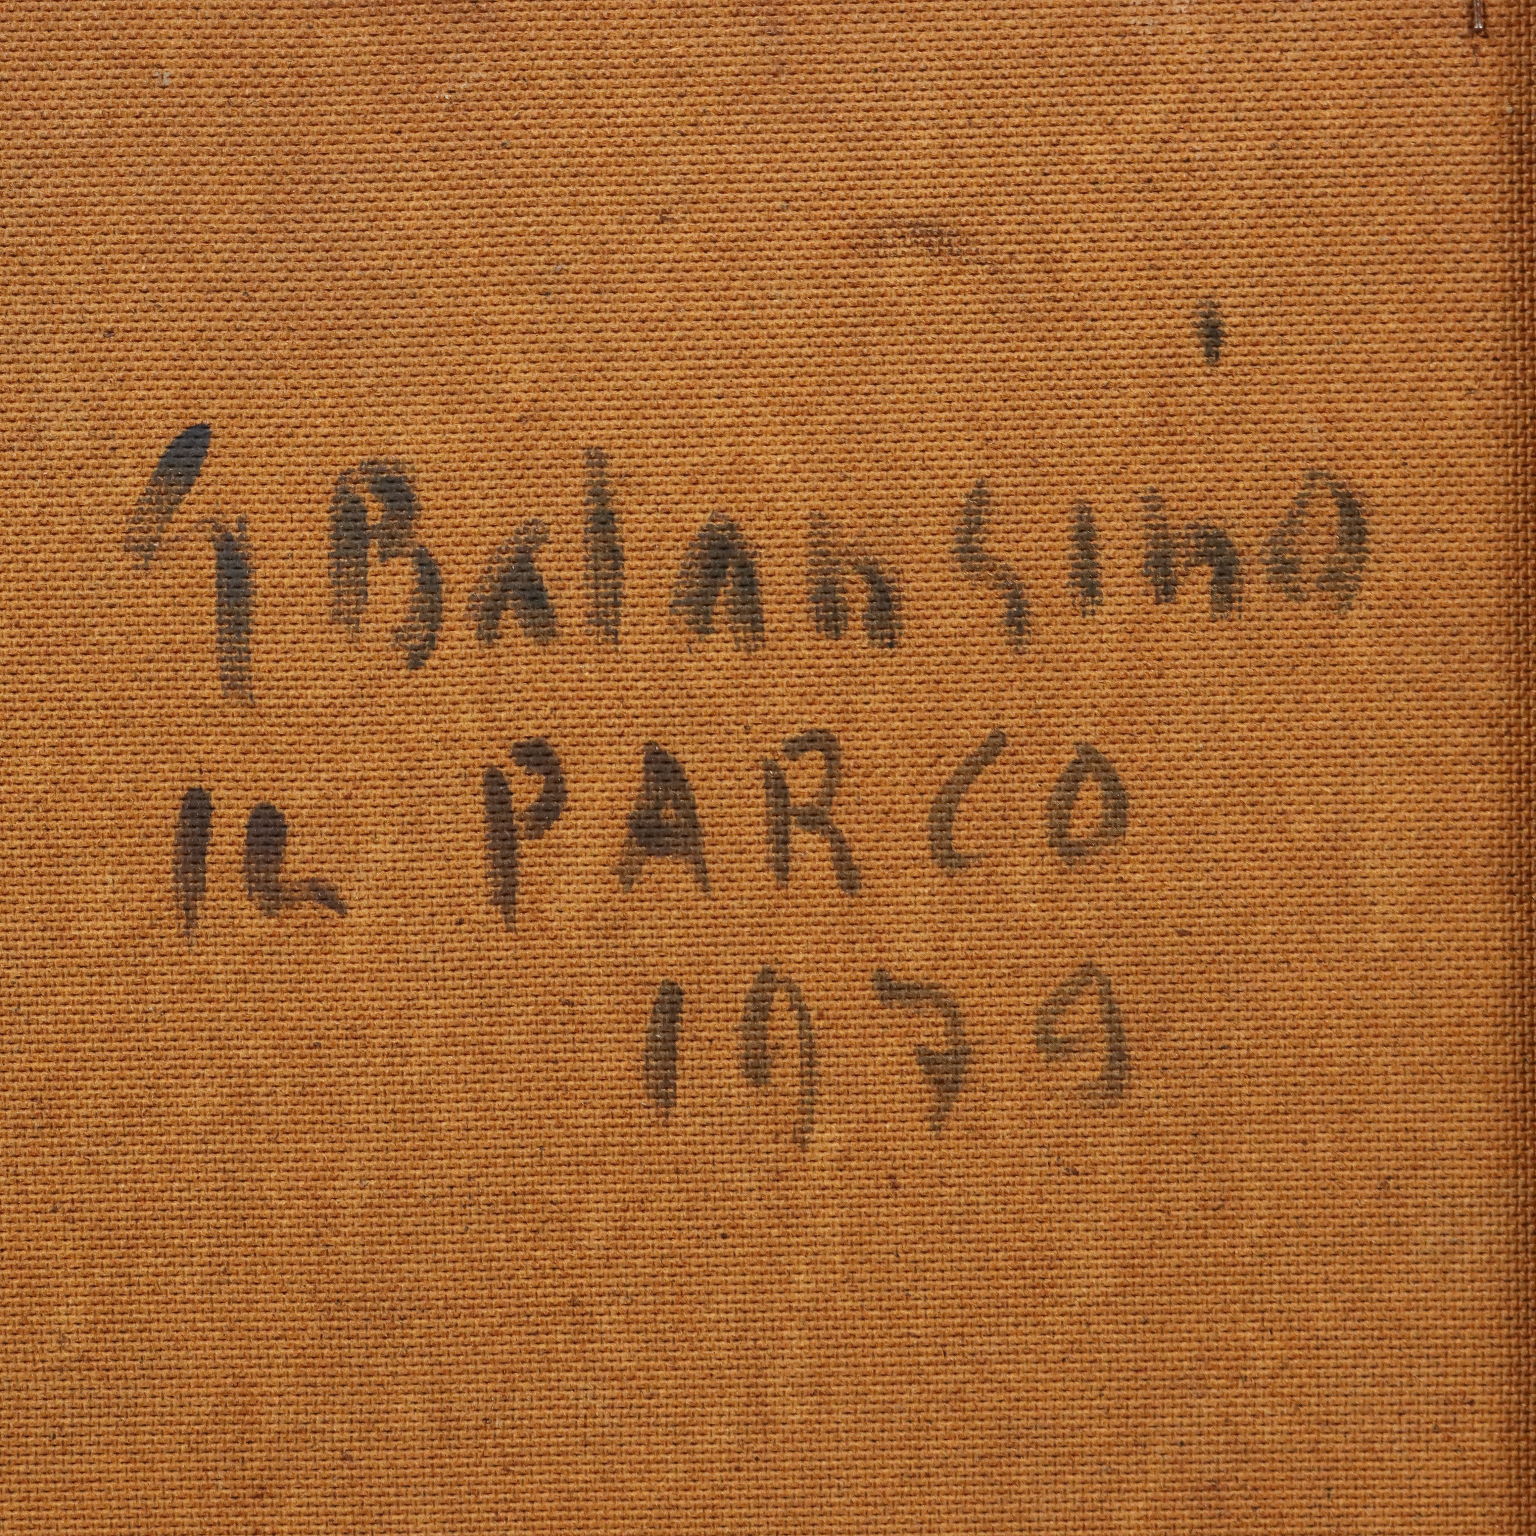 G Balansino
IL PARCO
1979